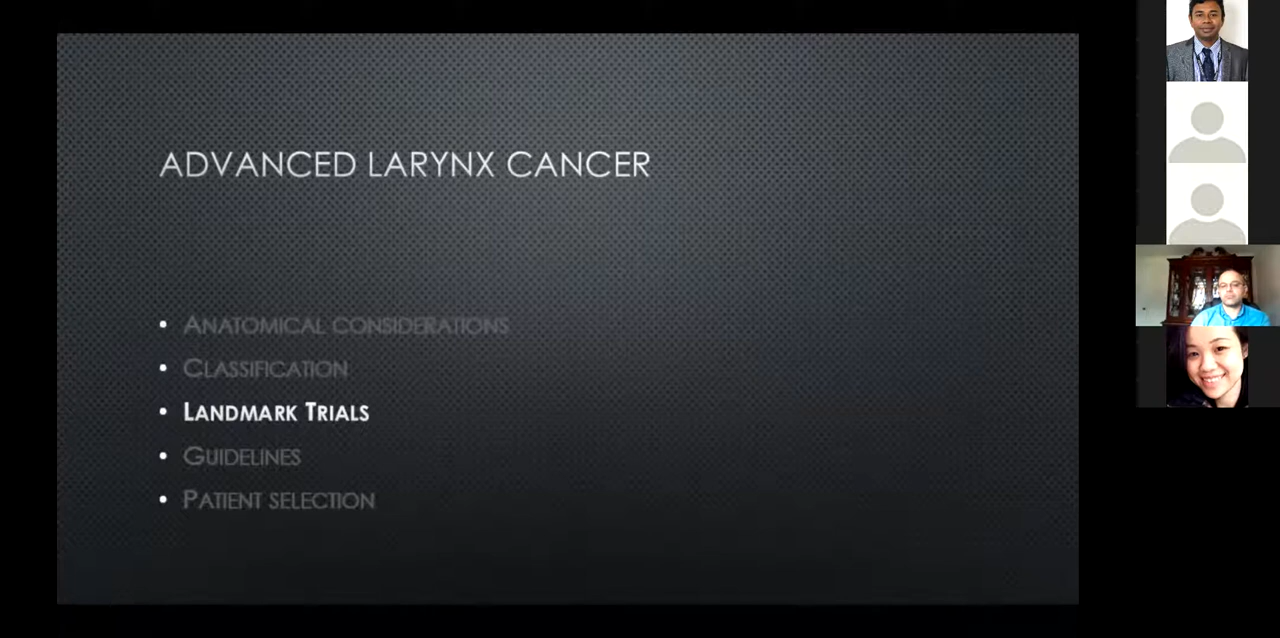 ADVANCED LARYNX CANCER
• ANATOMICAL CONSIDERATIONS
• CLASSIFICATION
• LANDMARK TRIALS
• GUIDELINES
• PATIENT SELECTION